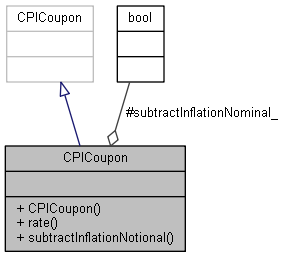 CPICoupon
bool
#subtractInflationNominal_
CPICoupon
+ CPICoupon()
+ rate()
+ subtractInflationNotional()